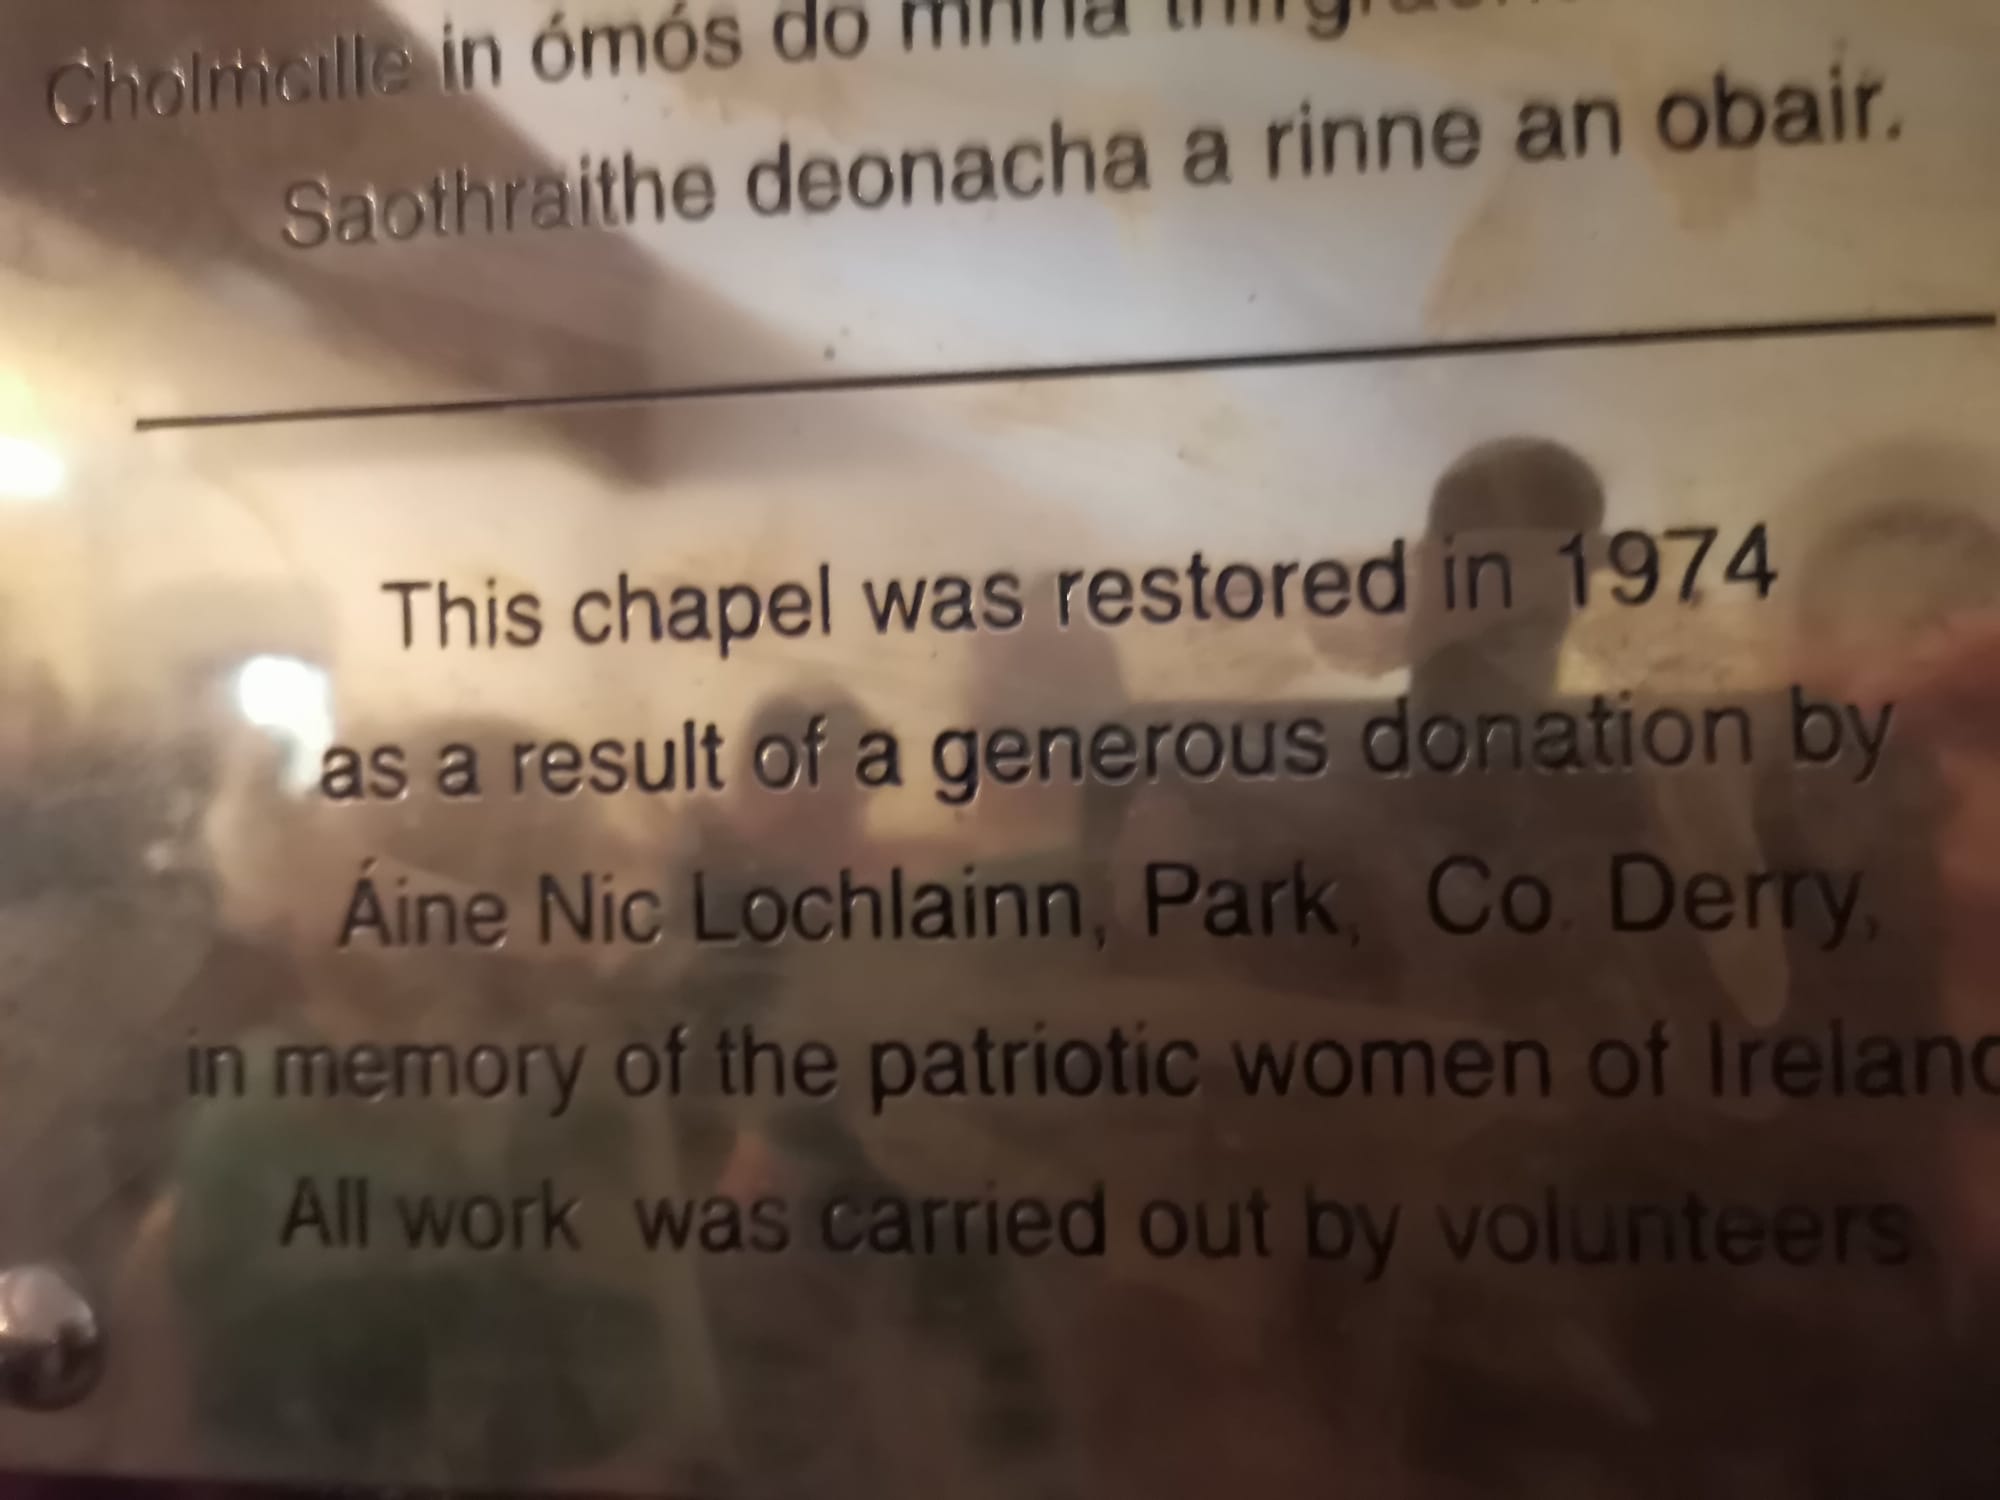 Cholmcille in ómós do mhná
Saothraithe deonacha a rinne an obair.
This chapel was restored in 1974
as a result of a generous donation by
Áine Nic Lochlainn, Park, Co. Derry,
in memory of the patriotic women of Ireland
All work was carried out by volunteers